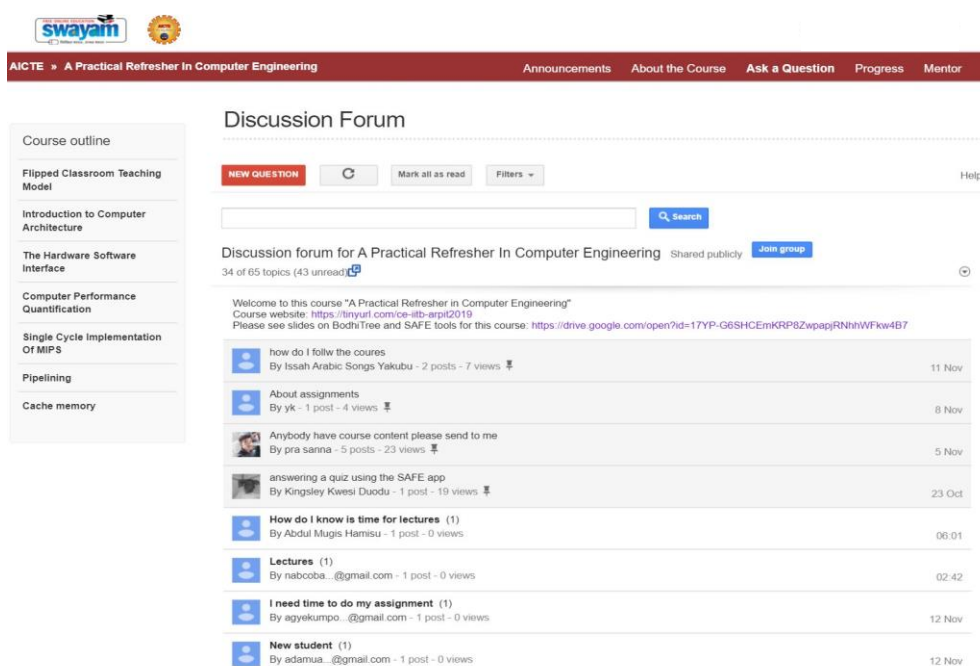 FREE ONLINE EDUCATION
swayam
AICTE » A Practical Refresher In Computer Engineering
Announcements About the Course Ask a Question Progress Mentor
Discussion Forum
Course outline
Flipped Classroom Teaching
Model
Introduction to Computer
Architecture
The Hardware Software
Interface
Computer Performance
Quantification
Single Cycle Implementation
Of MIPS
Pipelining
Cache memory
NEW QUESTION Mark all as read Filters Help
Search
Discussion forum for A Practical Refresher In Computer Engineering Shared publicly Join group
34 of 65 topics (43 unread)
Welcome to this course "A Practical Refresher in Computer Engineering"
Course website: https://tinyurl.com/ce-iitb-arpit2019
Please see slides on BodhiTree and SAFE tools for this course: https://drive.google.com/open?id=17YP-G6SHCEmKRP8ZwpapjRNhhWFkw4B7
how do I follw the coures
By Issah Arabic Songs Yakubu - 2 posts - 7 views
11 Nov
About assignments
By yk - 1 post - 4 views
8 Nov
Anybody have course content please send to me
By pra sanna - 5 posts - 23 views
5 Nov
answering a quiz using the SAFE app
By Kingsley Kwesi Duodu - 1 post - 19 views
23 Oct
How do I know is time for lectures (1)
By Abdul Mugis Hamisu - 1 post - 0 views
06:01
Lectures (1)
By nabcoba...@gmail.com - 1 post - 0 views
02:42
I need time to do my assignment (1)
By agyekumpo...@gmail.com - 1 post - 0 views
12 Nov
New student (1)
By adamua...@gmail.com - 1 post - 0 views
12 Nov